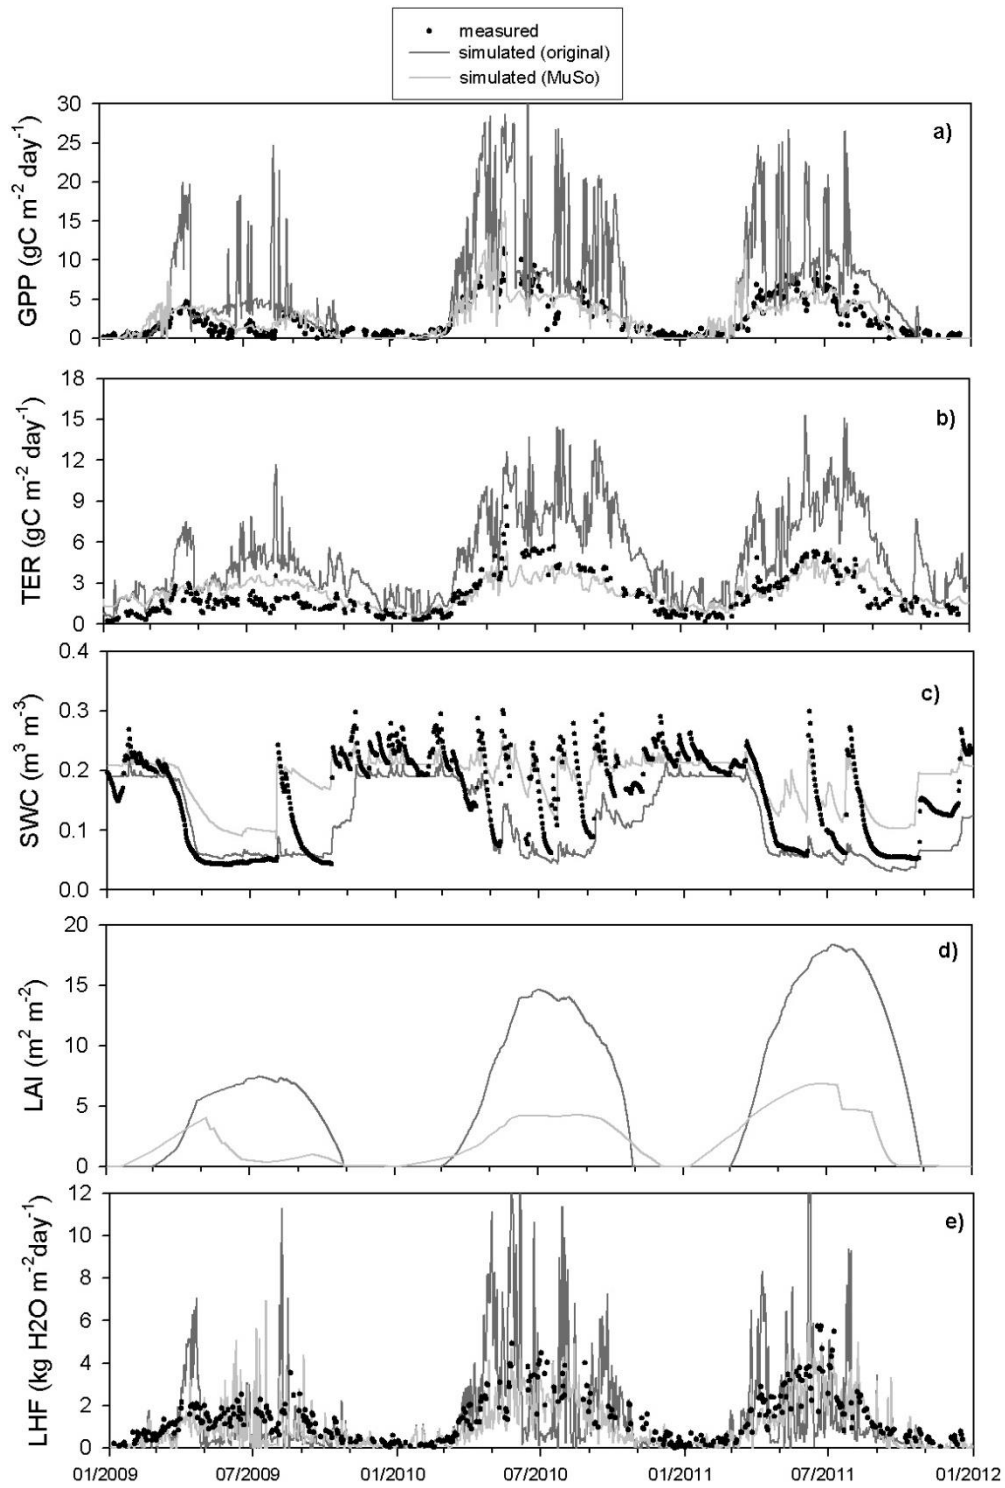 measured
simulated (original)
simulated (MuSo)
a)
GPP (gC m⁻² day⁻¹)
30
25
20
15
10
5
0
b)
TER (gC m⁻² day⁻¹)
18
15
12
9
6
3
0
c)
SWC (m³ m⁻³)
0.4
0.3
0.2
0.1
0.0
d)
LAI (m² m⁻²)
20
15
10
5
0
e)
LHF (kg H2O m⁻²day⁻¹)
12
10
8
6
4
2
0
01/2009 07/2009 01/2010 07/2010 01/2011 07/2011 01/2012